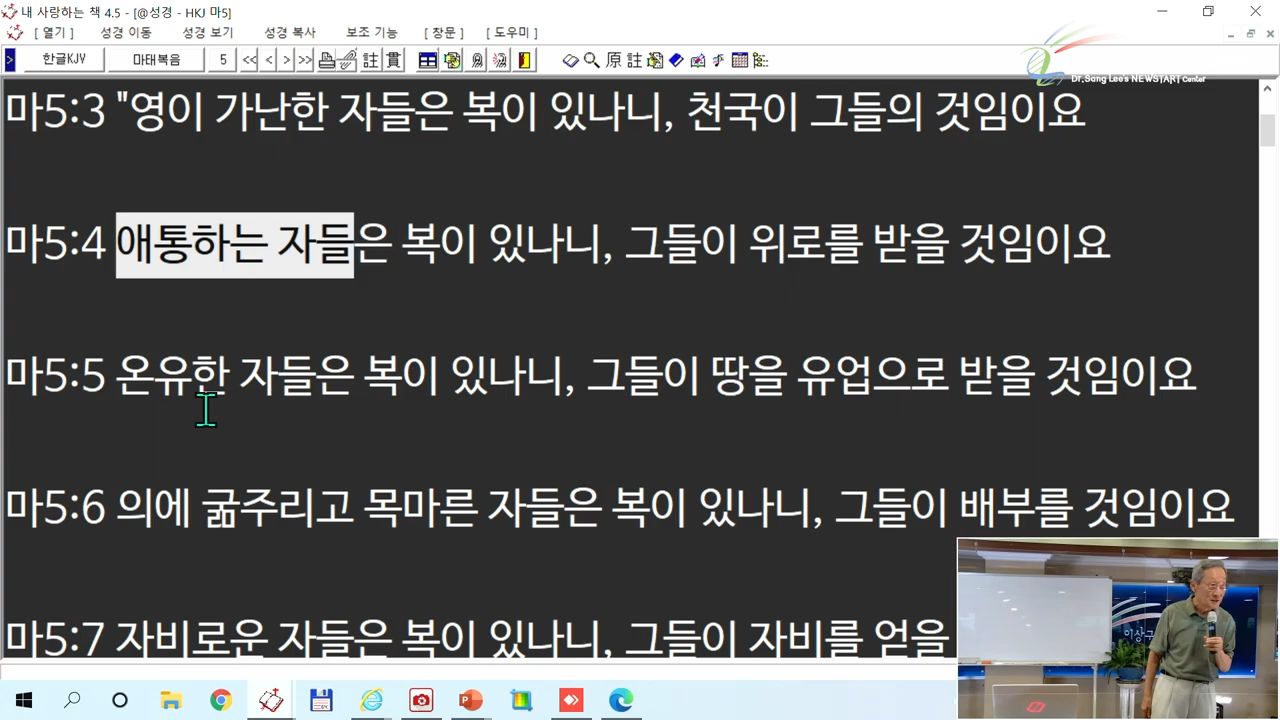 내 사랑하는 책 4.5 - [@성경 - HKJ 마5]
[ 열기 ] 성경 이동 성경 보기 성경 복사 보조 기능 [ 창문 ] [ 도우미 ]
한글KJV 마태복음 5 << < > >> 註 貫 原 註
Dr.Sang Lee's NEWSTART Center
마5:3 "영이 가난한 자들은 복이 있나니, 천국이 그들의 것임이요
마5:4 애통하는 자들은 복이 있나니, 그들이 위로를 받을 것임이요
마5:5 온유한 자들은 복이 있나니, 그들이 땅을 유업으로 받을 것임이요
마5:6 의에 굶주리고 목마른 자들은 복이 있나니, 그들이 배부를 것임이요
마5:7 자비로운 자들은 복이 있나니, 그들이 자비를 얻을
이상구